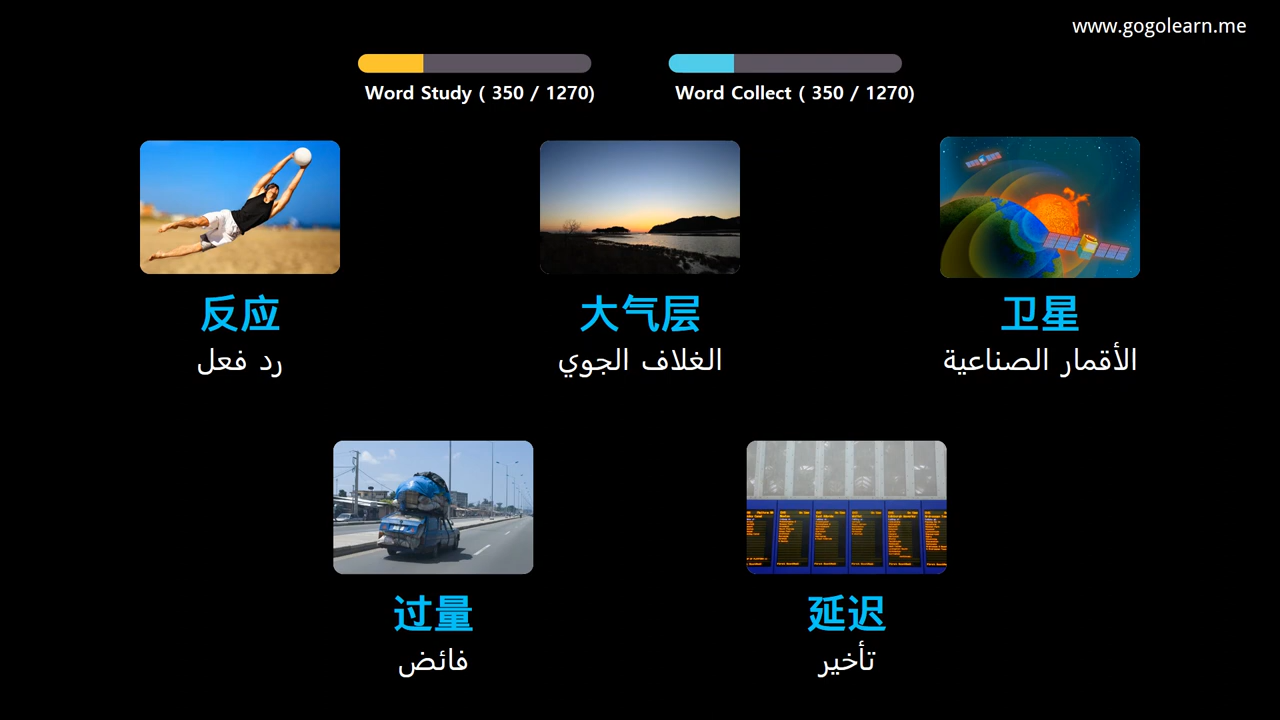 www.gogolearn.me
Word Study ( 350 / 1270)
Word Collect ( 350 / 1270)
反应
大气层
卫星
رد فعل
الغلاف الجوي
الأقمار الصناعية
过量
延迟
فائض
تأخير